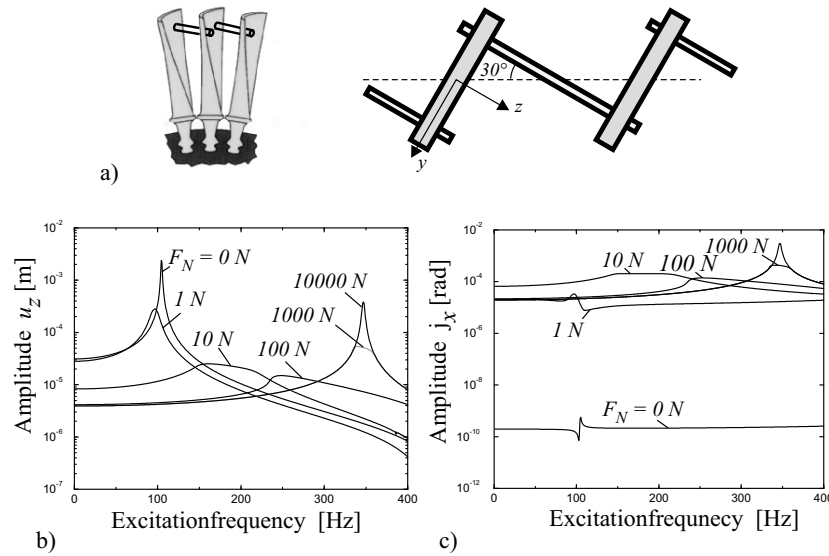 a)
30°
z
y
b)
Amplitude u_z [m]
10^-2
10^-3
10^-4
10^-5
10^-6
10^-7
0
100
200
300
400
Excitationfrequency [Hz]
F_N = 0 N
1 N
10 N
100 N
1000 N
10000 N
c)
Amplitude j_x [rad]
10^-2
10^-4
10^-6
10^-8
10^-10
10^-12
0
100
200
300
400
Excitationfrequnecy [Hz]
10 N
100 N
1000 N
1 N
F_N = 0 N